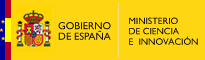 GOBIERNO
DE ESPAÑA
MINISTERIO
DE CIENCIA
E INNOVACIÓN